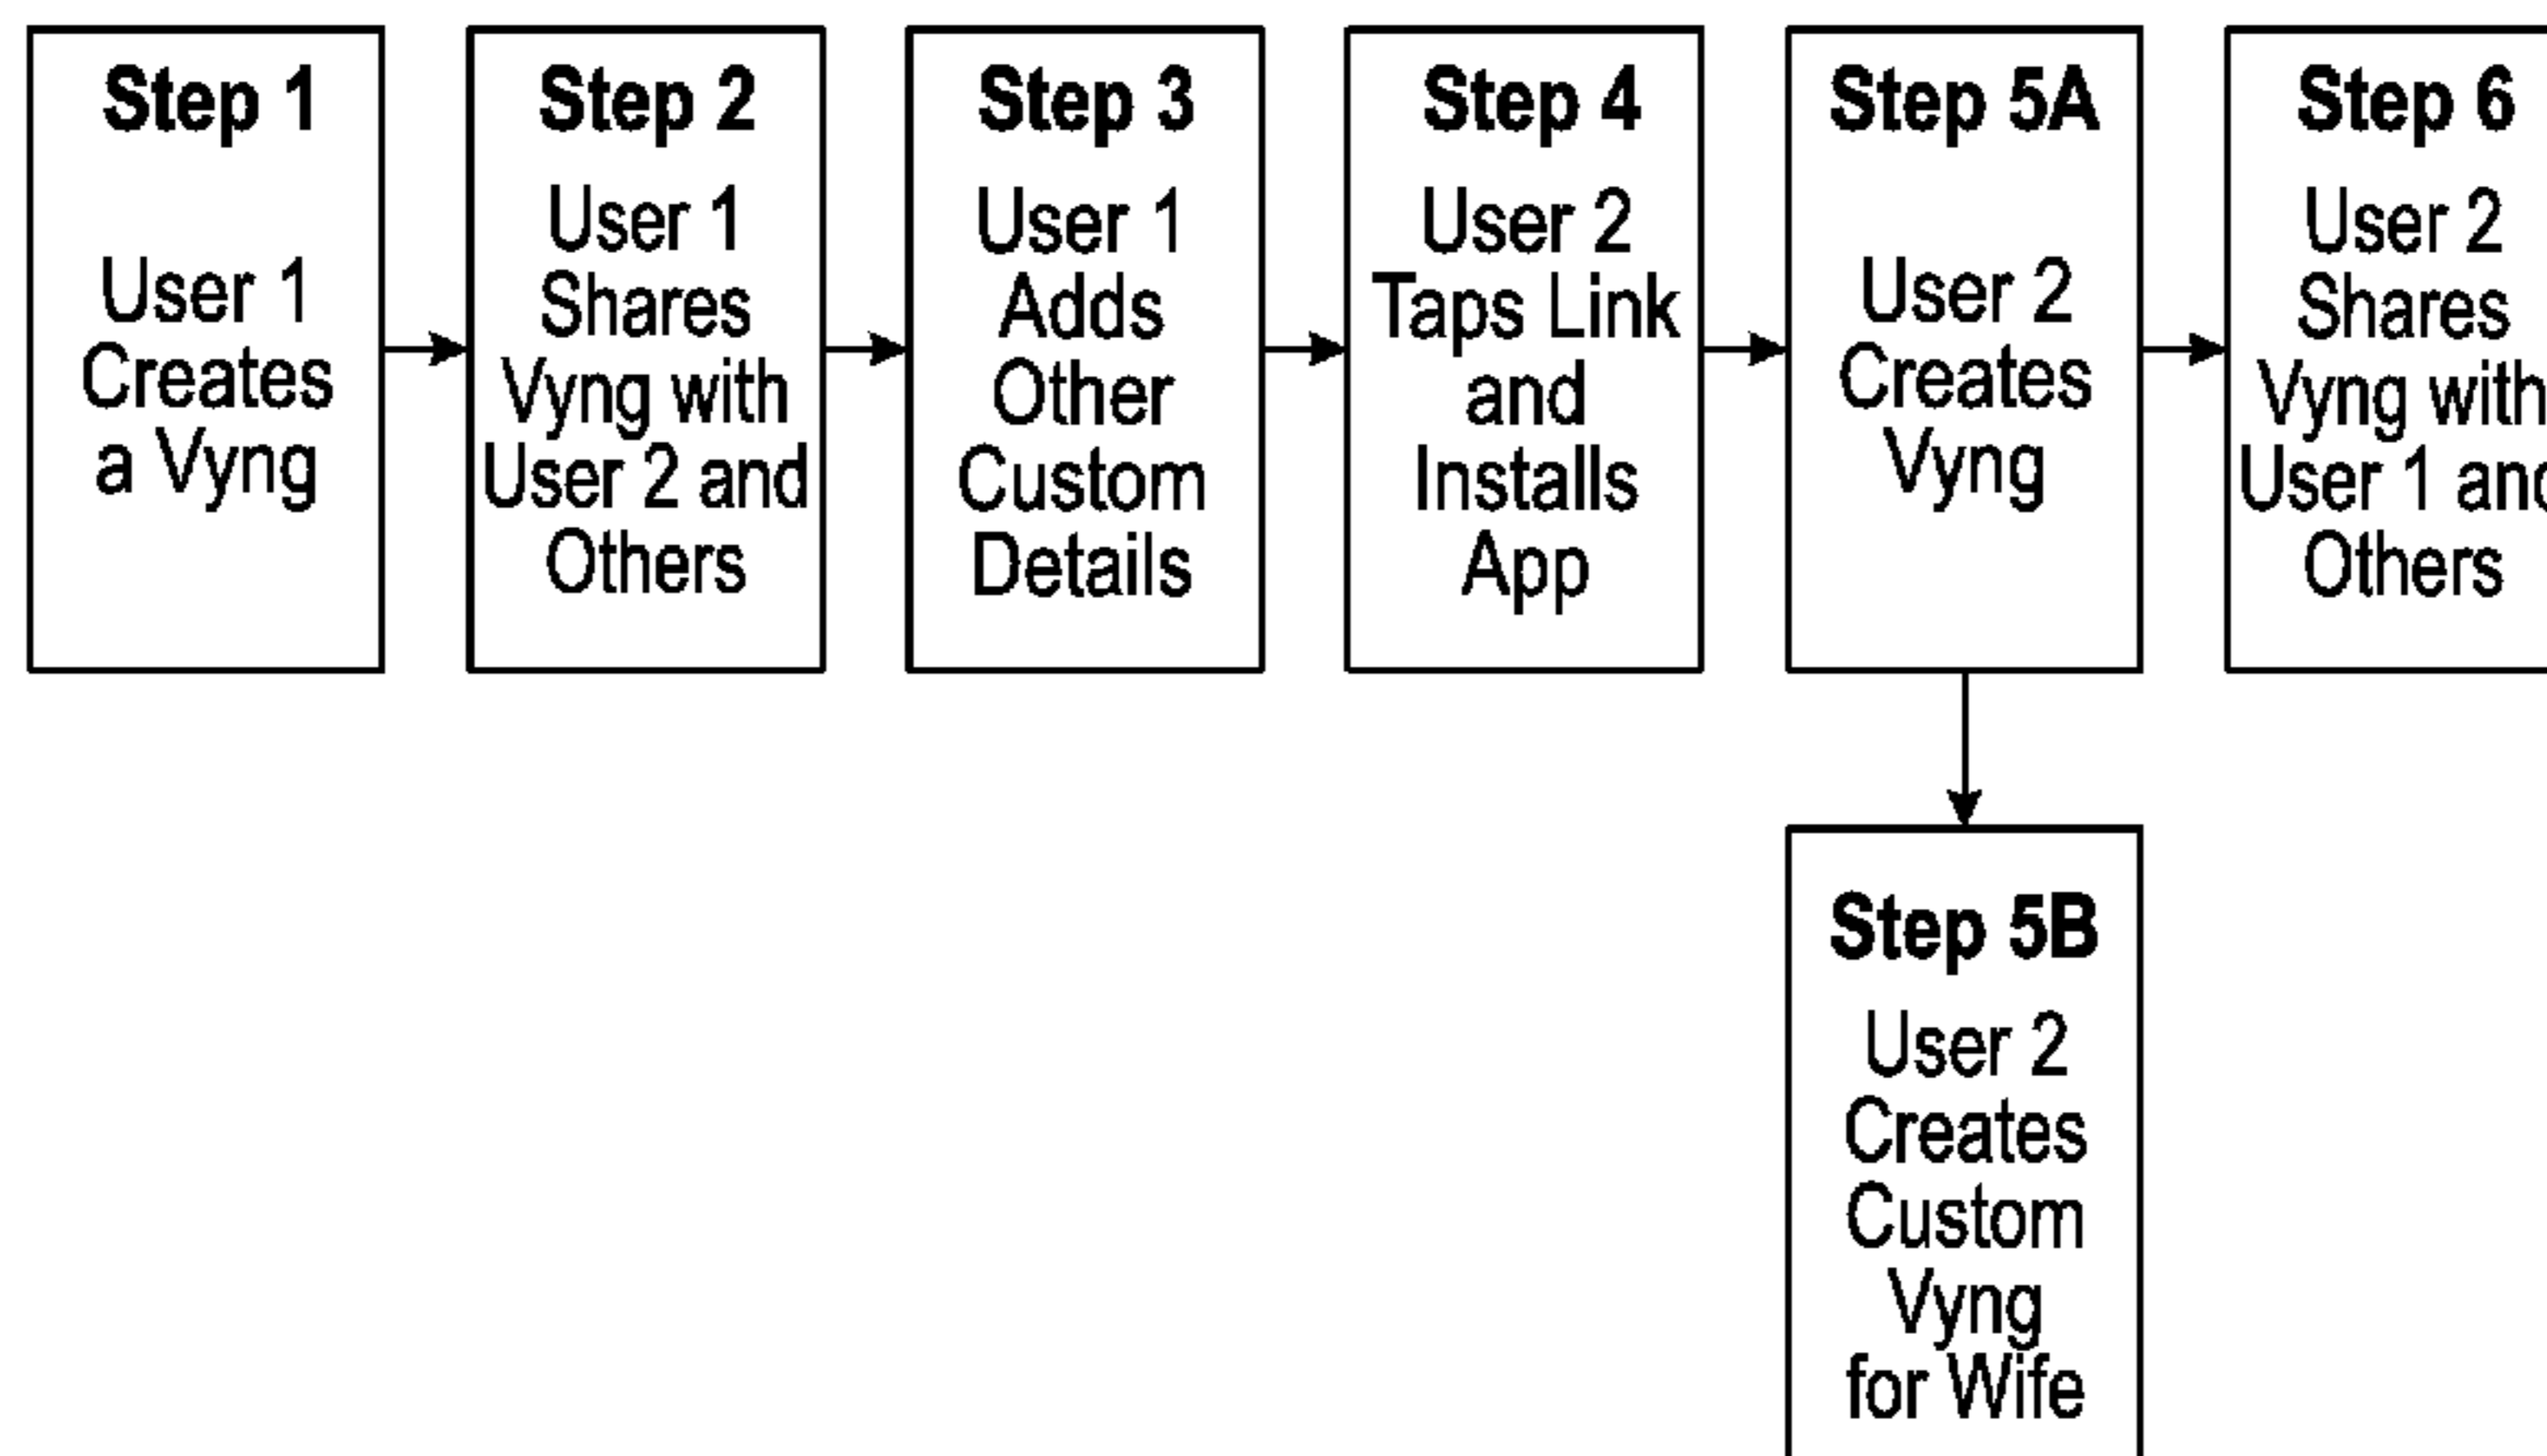 Step 1
User 1
Creates
a Vyng
Step 2
User 1
Shares
Vyng with
User 2 and
Others
Step 3
User 1
Adds
Other
Custom
Details
Step 4
User 2
Taps Link
and
Installs
App
Step 5A
User 2
Creates
Vyng
Step 6
User 2
Shares
Vyng with
User 1 and
Others
Step 5B
User 2
Creates
Custom
Vyng
for Wife